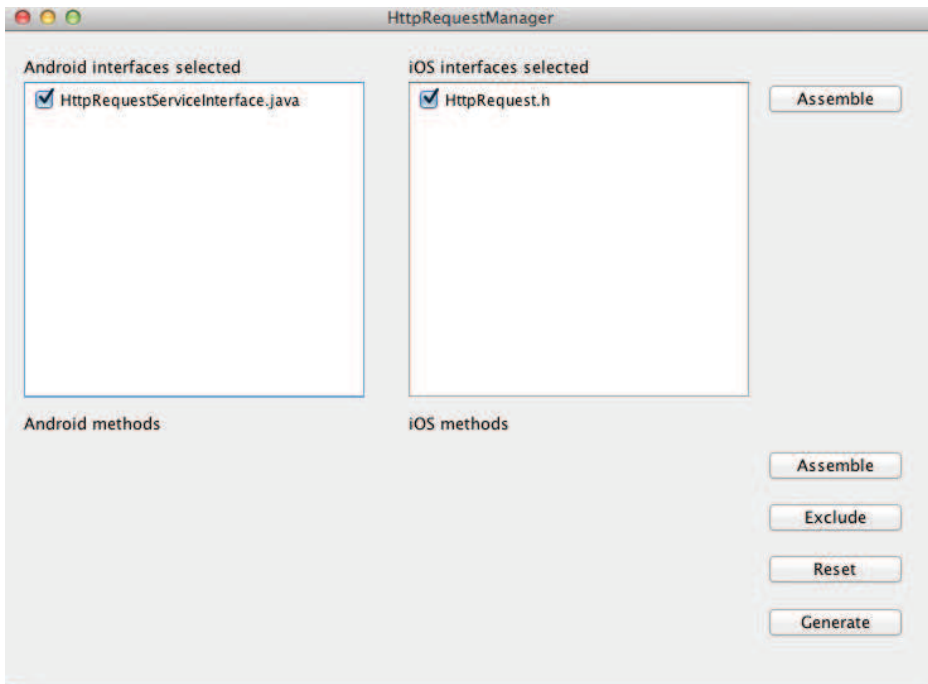 HttpRequestManager
Android interfaces selected
iOS interfaces selected
HttpRequestServiceInterface.java
HttpRequest.h
Assemble
Android methods
iOS methods
Assemble
Exclude
Reset
Generate